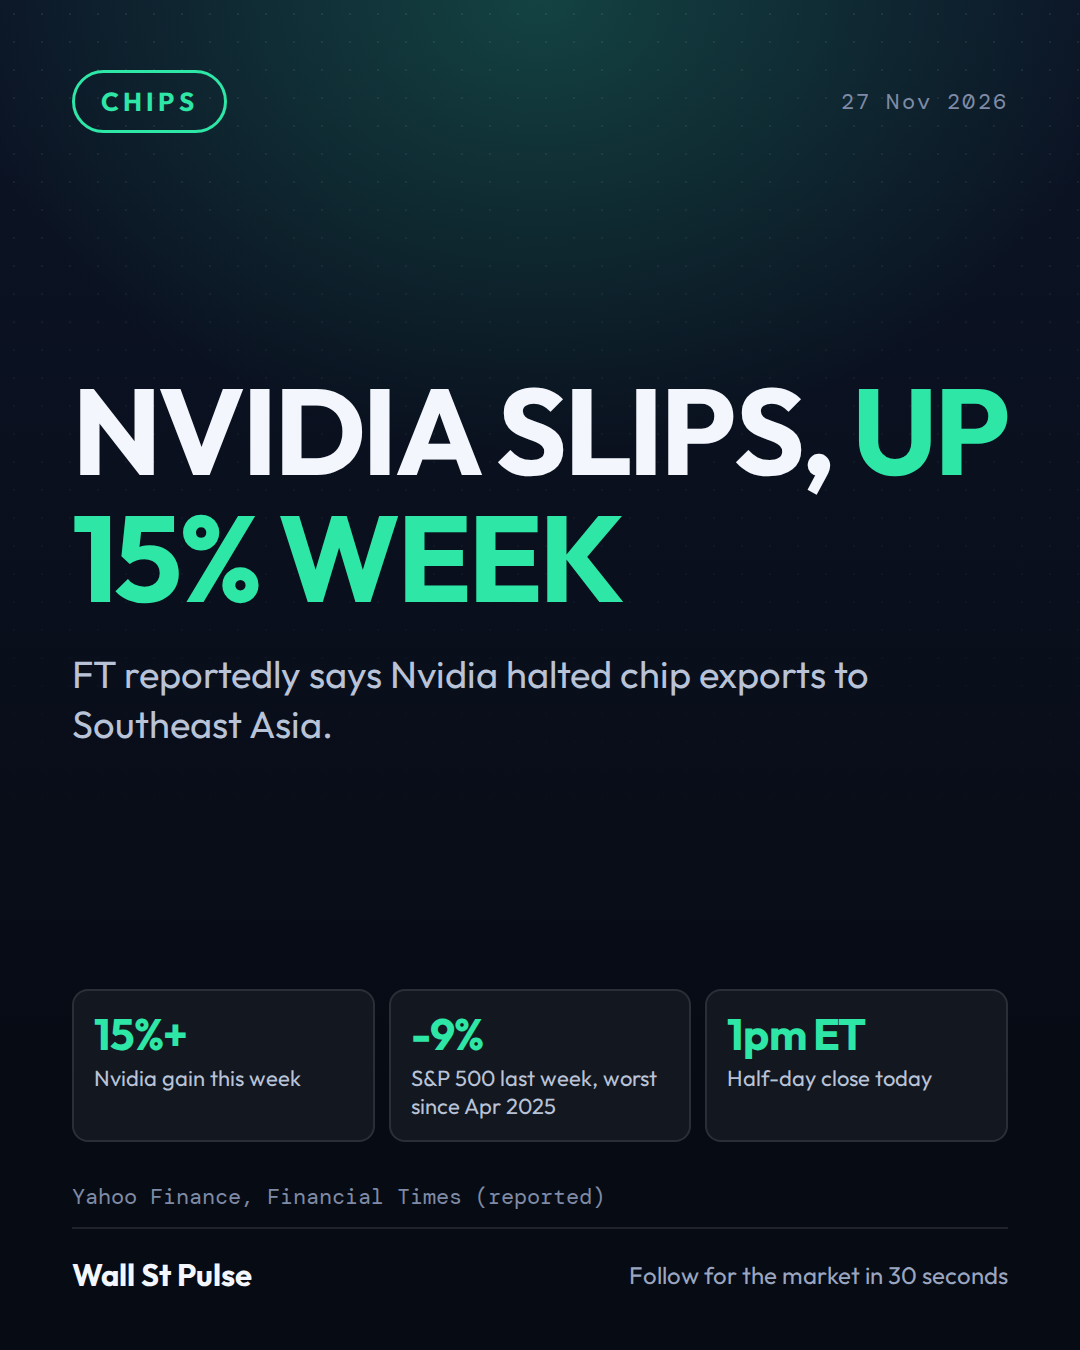 CHIPS
27 Nov 2026
NVIDIA SLIPS, UP
15% WEEK
FT reportedly says Nvidia halted chip exports to
Southeast Asia.
15%+
Nvidia gain this week
-9%
S&P 500 last week, worst
since Apr 2025
1pm ET
Half-day close today
Yahoo Finance, Financial Times (reported)
Wall St Pulse
Follow for the market in 30 seconds